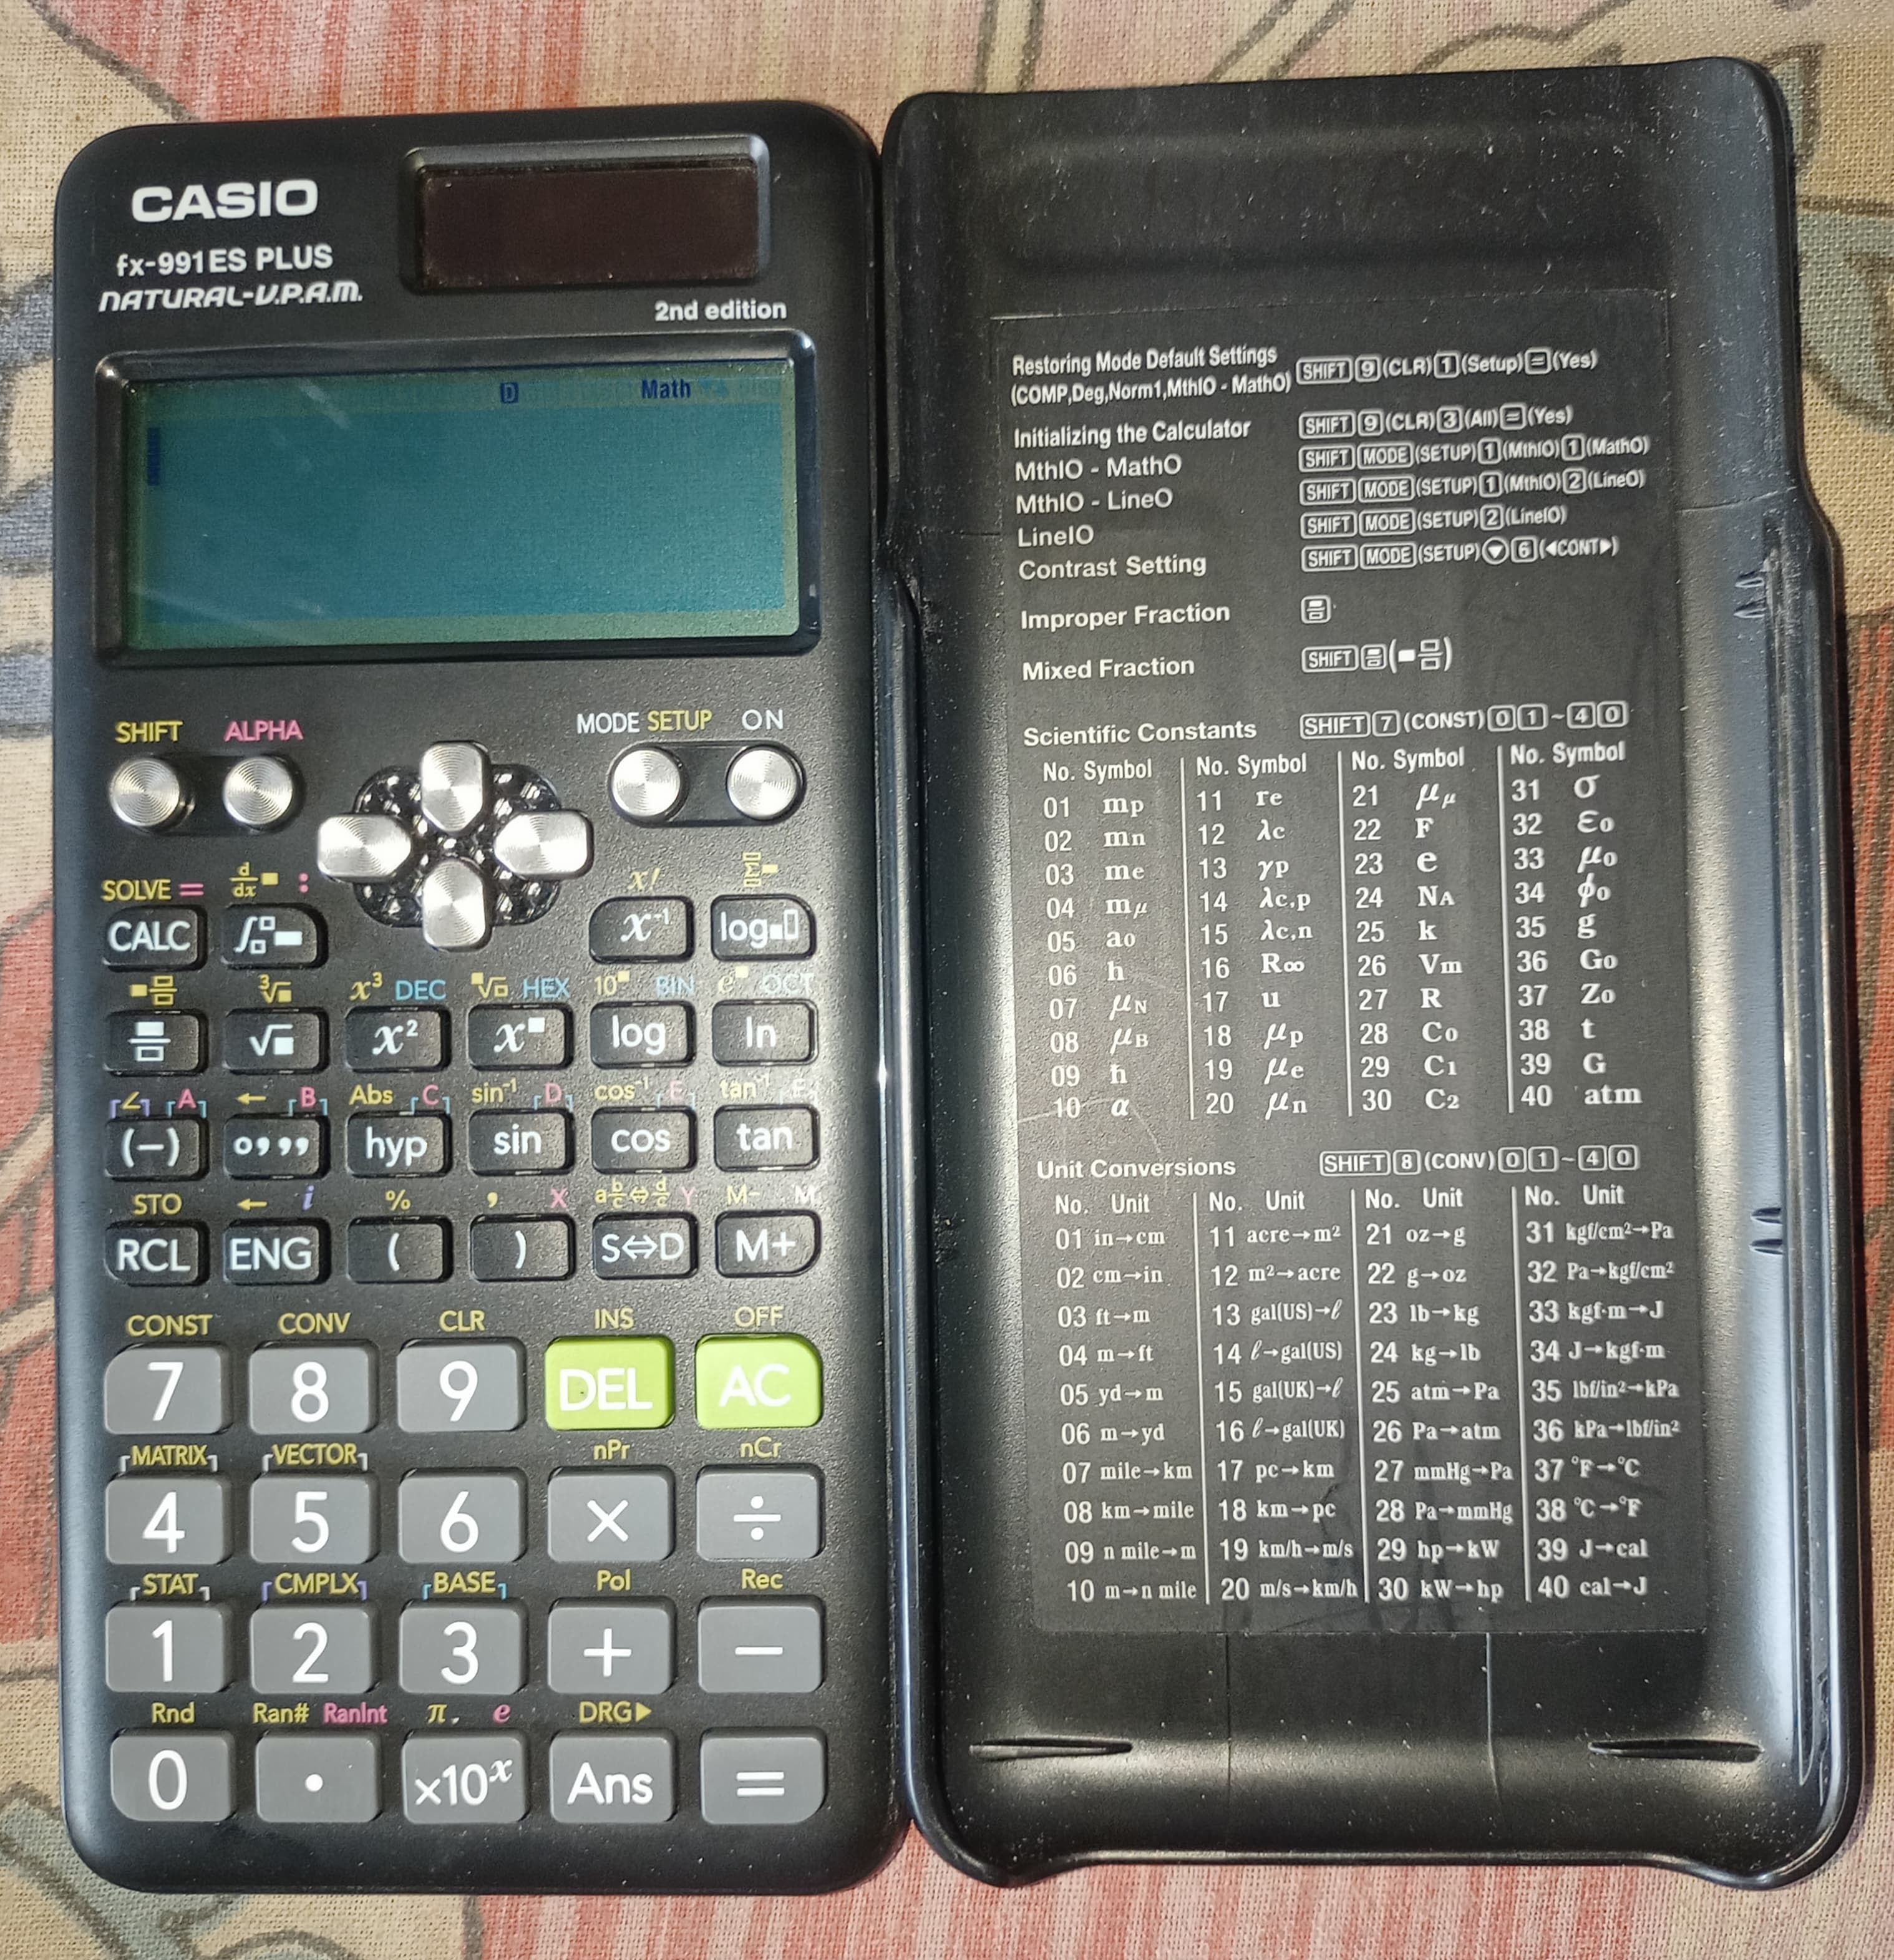 CASIO
fx-991ES PLUS
NATURAL-V.P.A.M.
2nd edition
D Math
SHIFT ALPHA MODE SETUP ON
SOLVE = d/dx■ : x! Σ■
CALC ∫■ x⁻¹ log■▯
■▯/▯ ³√▯ x³ DEC ■√▯ HEX 10■ BIN e■ OCT
■/▯ √■ x² x■ log ln
∠ A ← B Abs C sin⁻¹ D cos⁻¹ E tan⁻¹ F
(−) °,,, hyp sin cos tan
STO ← i % , X a b/c⇔d/c Y M− M
RCL ENG ( ) S⇔D M+
CONST CONV CLR INS OFF
7 8 9 DEL AC
MATRIX VECTOR nPr nCr
4 5 6 × ÷
STAT CMPLX BASE Pol Rec
1 2 3 + −
Rnd Ran# RanInt π e DRG▶
0 . ×10ˣ Ans =
Restoring Mode Default Settings
(COMP,Deg,Norm1,MthIO - MathO) SHIFT 9 (CLR) 1 (Setup) = (Yes)
Initializing the Calculator SHIFT 9 (CLR) 3 (All) = (Yes)
MthIO - MathO SHIFT MODE (SETUP) 1 (MthIO) 1 (MathO)
MthIO - LineO SHIFT MODE (SETUP) 1 (MthIO) 2 (LineO)
LineIO SHIFT MODE (SETUP) 2 (LineIO)
Contrast Setting SHIFT MODE (SETUP) ▼ 6 (◀CONT▶)
Improper Fraction ■/▯
Mixed Fraction SHIFT ■/▯ (■▯/▯)
Scientific Constants SHIFT 7 (CONST) 0 1 ~ 4 0
No. Symbol No. Symbol No. Symbol No. Symbol
01 mp 11 re 21 μμ 31 σ
02 mn 12 λc 22 F 32 εo
03 me 13 γp 23 e 33 μo
04 mμ 14 λc,p 24 NA 34 ϕo
05 ao 15 λc,n 25 k 35 g
06 h 16 R∞ 26 Vm 36 Go
07 μN 17 u 27 R 37 Zo
08 μB 18 μp 28 Co 38 t
09 ħ 19 μe 29 C1 39 G
10 α 20 μn 30 C2 40 atm
Unit Conversions SHIFT 8 (CONV) 0 1 ~ 4 0
No. Unit No. Unit No. Unit No. Unit
01 in→cm 11 acre→m² 21 oz→g 31 kgf/cm²→Pa
02 cm→in 12 m²→acre 22 g→oz 32 Pa→kgf/cm²
03 ft→m 13 gal(US)→ℓ 23 lb→kg 33 kgf·m→J
04 m→ft 14 ℓ→gal(US) 24 kg→lb 34 J→kgf·m
05 yd→m 15 gal(UK)→ℓ 25 atm→Pa 35 lbf/in²→kPa
06 m→yd 16 ℓ→gal(UK) 26 Pa→atm 36 kPa→lbf/in²
07 mile→km 17 pc→km 27 mmHg→Pa 37 °F→°C
08 km→mile 18 km→pc 28 Pa→mmHg 38 °C→°F
09 n mile→m 19 km/h→m/s 29 hp→kW 39 J→cal
10 m→n mile 20 m/s→km/h 30 kW→hp 40 cal→J